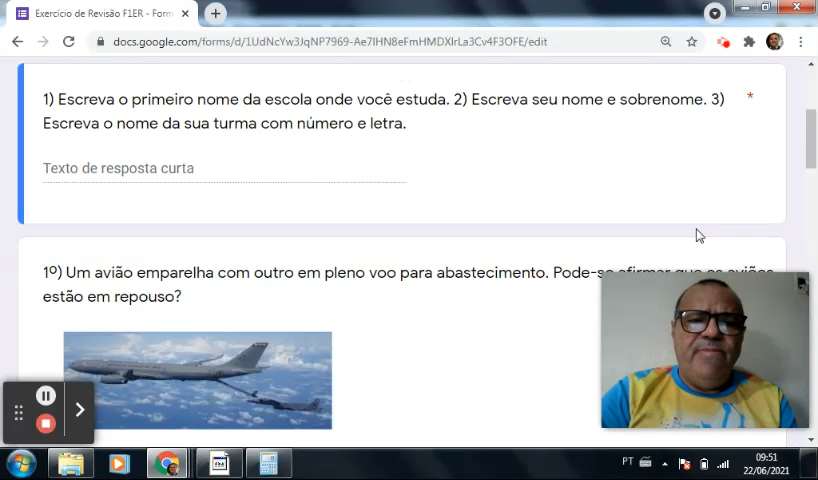 Exercício de Revisão F1ER - Form
docs.google.com/forms/d/1UdNcYw3JqNP7969-Ae7IHN8eFmHMDXIrLa3Cv4F3OFE/edit
1) Escreva o primeiro nome da escola onde você estuda. 2) Escreva seu nome e sobrenome. 3)
Escreva o nome da sua turma com número e letra.
*
Texto de resposta curta
1º) Um avião emparelha com outro em pleno voo para abastecimento. Pode-se afirmar que os aviões
estão em repouso?
PT
09:51
22/06/2021